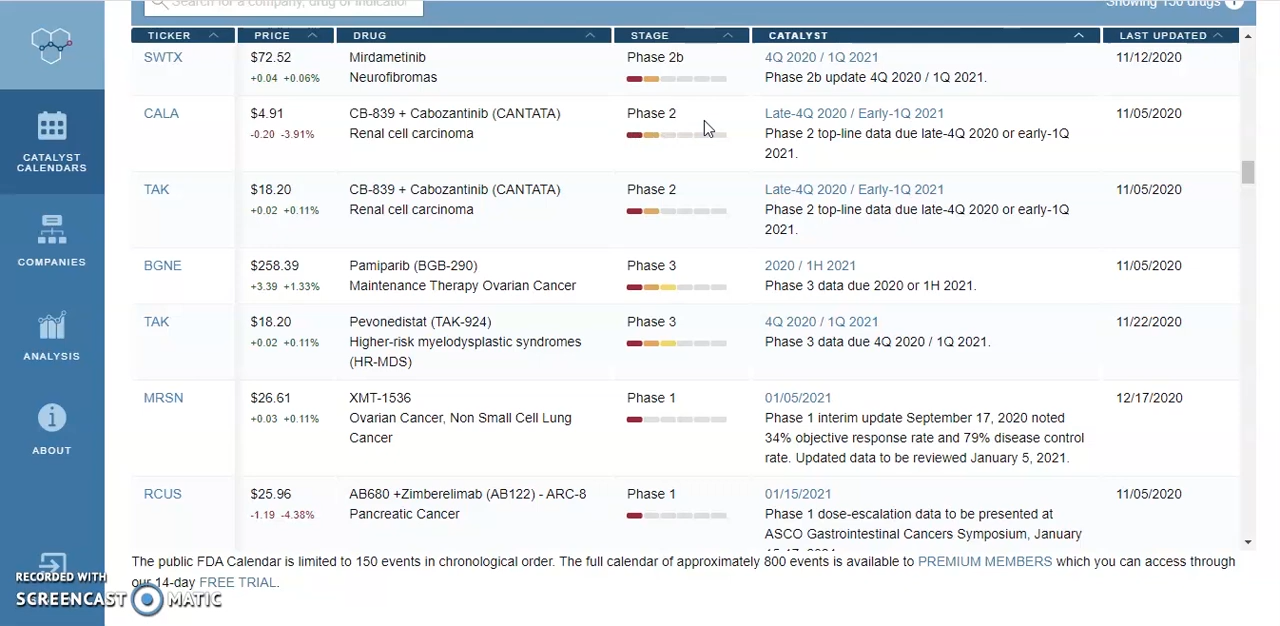 Search for a company, drug or indication
Showing 150 drugs
TICKER PRICE DRUG STAGE CATALYST LAST UPDATED
SWTX $72.52 Mirdametinib Phase 2b 4Q 2020 / 1Q 2021 11/12/2020
+0.04 +0.06% Neurofibromas Phase 2b update 4Q 2020 / 1Q 2021.
CALA $4.91 CB-839 + Cabozantinib (CANTATA) Phase 2 Late-4Q 2020 / Early-1Q 2021 11/05/2020
-0.20 -3.91% Renal cell carcinoma Phase 2 top-line data due late-4Q 2020 or early-1Q
2021.
TAK $18.20 CB-839 + Cabozantinib (CANTATA) Phase 2 Late-4Q 2020 / Early-1Q 2021 11/05/2020
+0.02 +0.11% Renal cell carcinoma Phase 2 top-line data due late-4Q 2020 or early-1Q
2021.
BGNE $258.39 Pamiparib (BGB-290) Phase 3 2020 / 1H 2021 11/05/2020
+3.39 +1.33% Maintenance Therapy Ovarian Cancer Phase 3 data due 2020 or 1H 2021.
TAK $18.20 Pevonedistat (TAK-924) Phase 3 4Q 2020 / 1Q 2021 11/22/2020
+0.02 +0.11% Higher-risk myelodysplastic syndromes Phase 3 data due 4Q 2020 / 1Q 2021.
(HR-MDS)
MRSN $26.61 XMT-1536 Phase 1 01/05/2021 12/17/2020
+0.03 +0.11% Ovarian Cancer, Non Small Cell Lung Phase 1 interim update September 17, 2020 noted
Cancer 34% objective response rate and 79% disease control
rate. Updated data to be reviewed January 5, 2021.
RCUS $25.96 AB680 +Zimberelimab (AB122) - ARC-8 Phase 1 01/15/2021 11/05/2020
-1.19 -4.38% Pancreatic Cancer Phase 1 dose-escalation data to be presented at
ASCO Gastrointestinal Cancers Symposium, January
The public FDA Calendar is limited to 150 events in chronological order. The full calendar of approximately 800 events is available to PREMIUM MEMBERS which you can access through
our 14-day FREE TRIAL.
CATALYST
CALENDARS
COMPANIES
ANALYSIS
ABOUT
RECORDED WITH
SCREENCAST MATIC